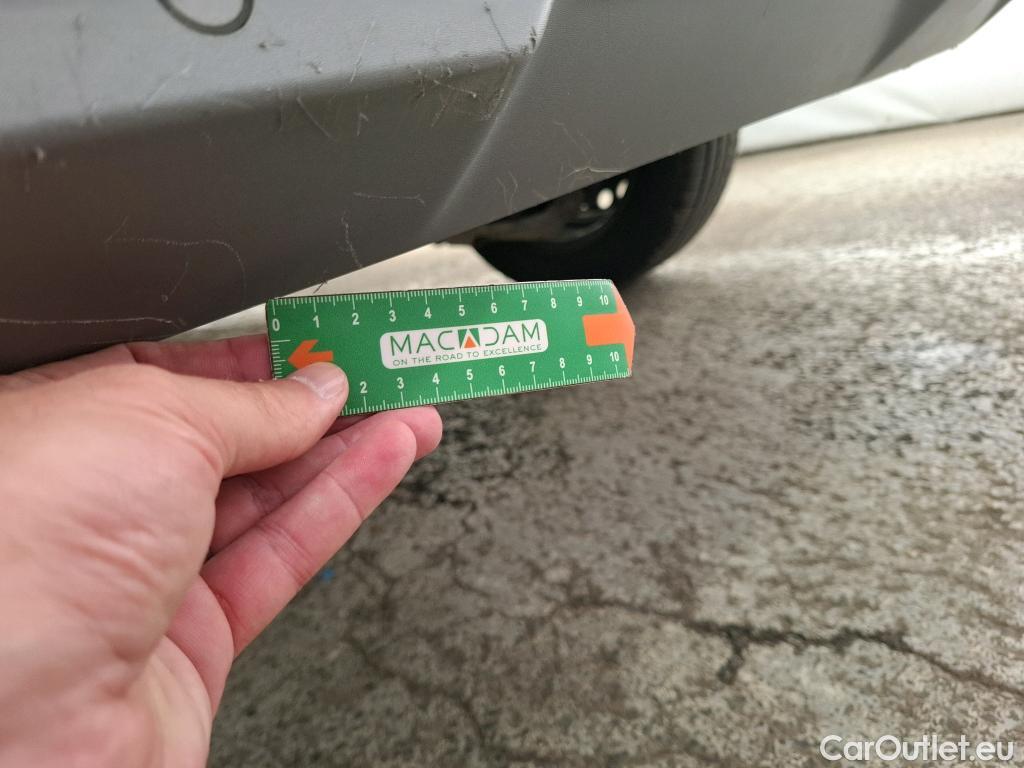 0 1 2 3 4 5 6 7 8 9 10
MACADAM
ON THE ROAD TO EXCELLENCE
2 3 4 5 6 7 8 9 10
CarOutlet.eu